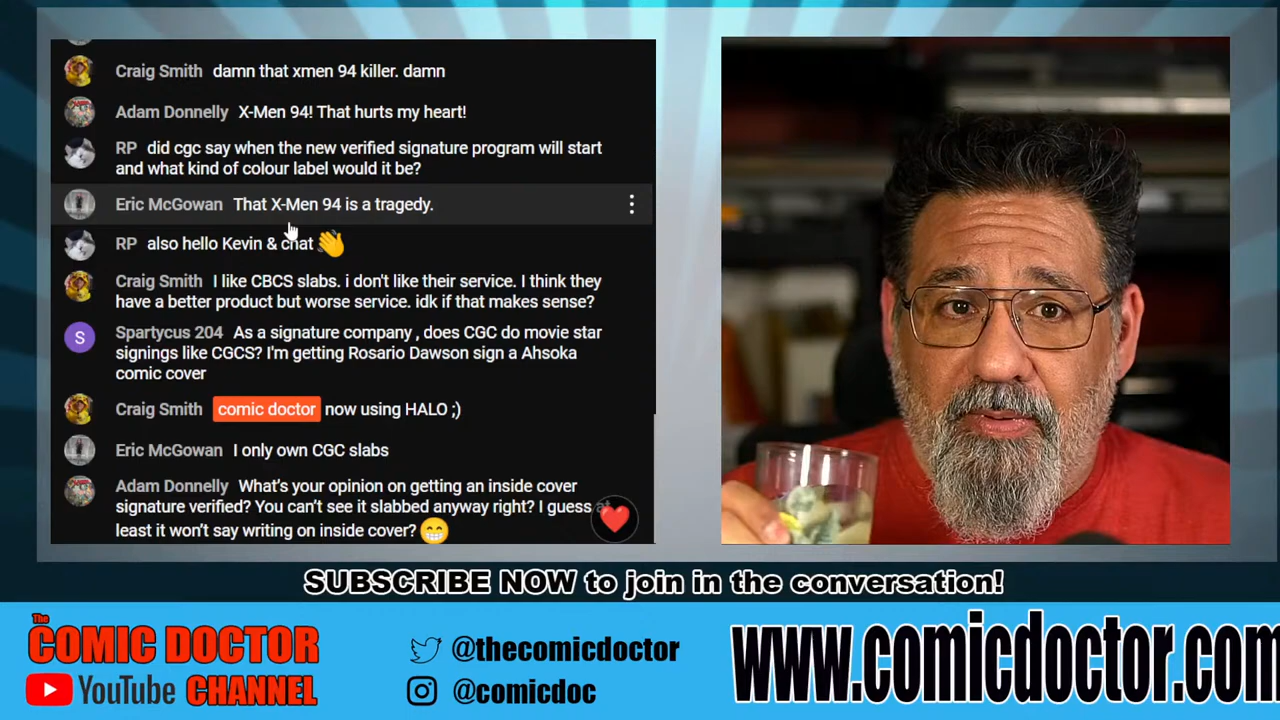 Craig Smith damn that xmen 94 killer. damn
Adam Donnelly X-Men 94! That hurts my heart!
RP did cgc say when the new verified signature program will start
and what kind of colour label would it be?
Eric McGowan That X-Men 94 is a tragedy.
RP also hello Kevin & chat 👋
Craig Smith I like CBCS slabs. i don't like their service. I think they
have a better product but worse service. idk if that makes sense?
S
Spartycus 204 As a signature company , does CGC do movie star
signings like CGCS? I'm getting Rosario Dawson sign a Ahsoka
comic cover
Craig Smith comic doctor now using HALO ;)
Eric McGowan I only own CGC slabs
Adam Donnelly What's your opinion on getting an inside cover
signature verified? You can't see it slabbed anyway right? I guess at
least it won't say writing on inside cover? 😁
SUBSCRIBE NOW to join in the conversation!
The
COMIC DOCTOR
YouTube CHANNEL
@thecomicdoctor
@comicdoc
www.comicdoctor.com